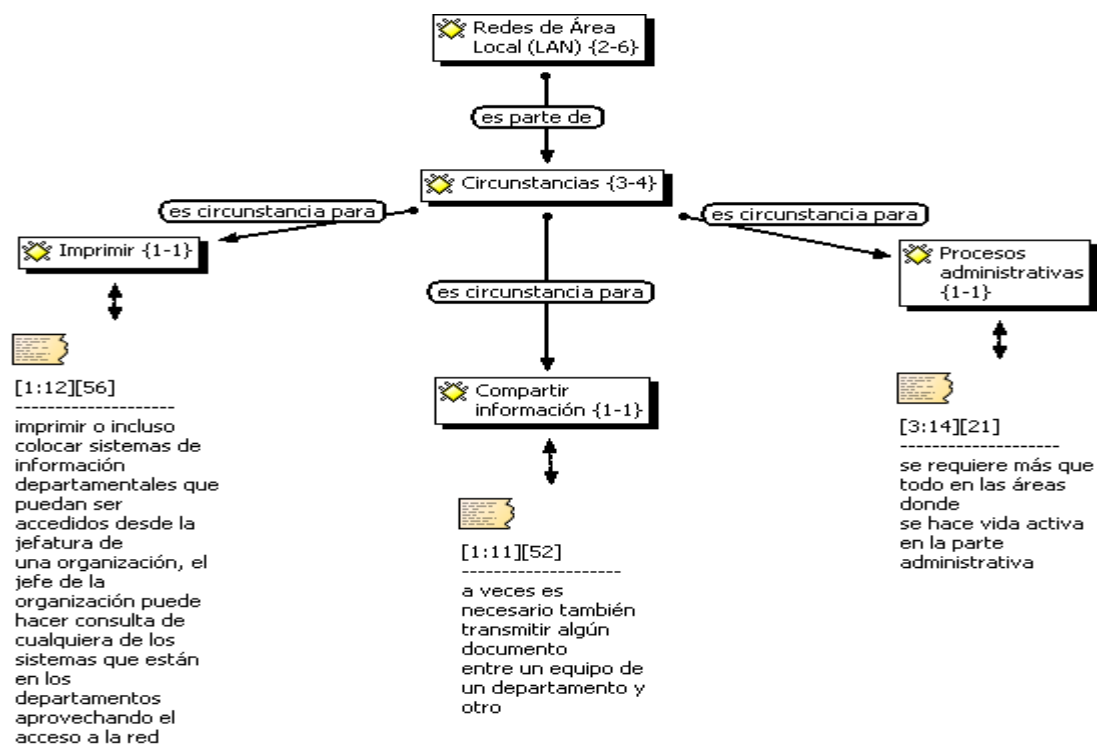 Redes de Área
Local (LAN) {2-6}
es parte de
Circunstancias {3-4}
es circunstancia para
es circunstancia para
Imprimir {1-1}
Procesos
administrativas
{1-1}
es circunstancia para
Compartir
información {1-1}
[1:12][56]
--------------------
imprimir o incluso
colocar sistemas de
información
departamentales que
puedan ser
accedidos desde la
jefatura de
una organización, el
jefe de la
organización puede
hacer consulta de
cualquiera de los
sistemas que están
en los
departamentos
aprovechando el
acceso a la red
[1:11][52]
--------------------
a veces es
necesario también
transmitir algún
documento
entre un equipo de
un departamento y
otro
[3:14][21]
--------------------
se requiere más que
todo en las áreas
donde
se hace vida activa
en la parte
administrativa